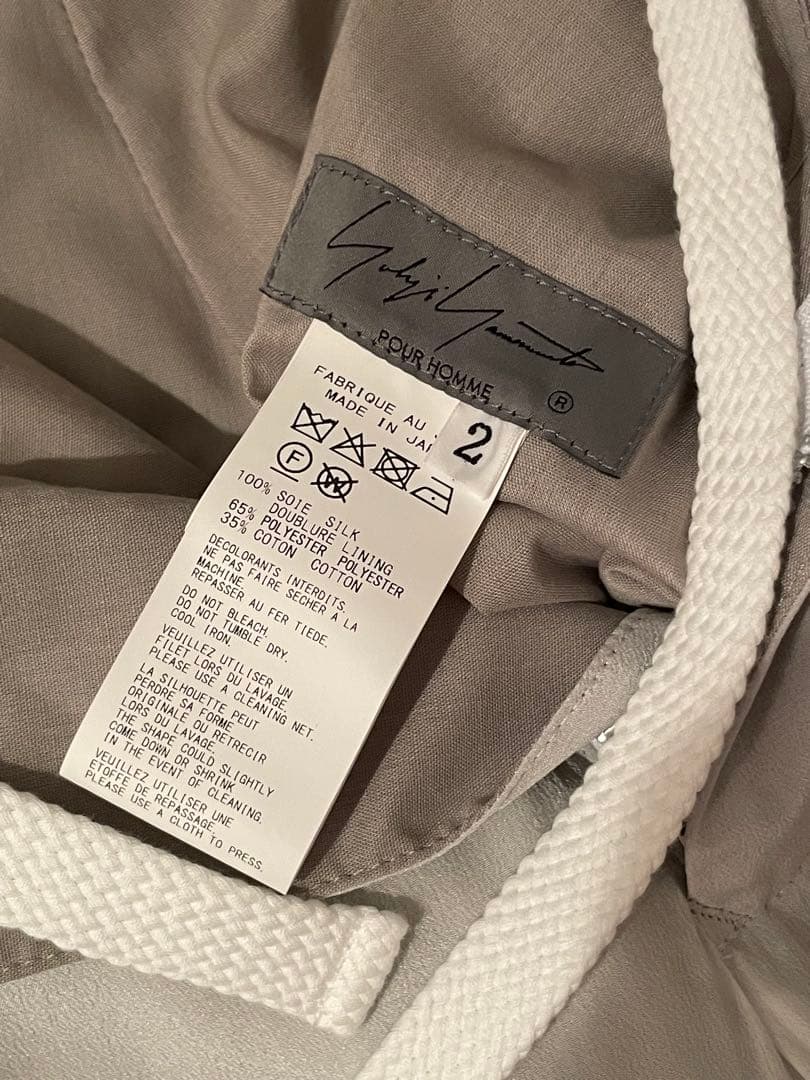 Yohji Yamamoto
POUR HOMME
®
FABRIQUE AU
MADE IN
2
F
W
100% SOIE SILK
DOUBLURE LINING
65% POLYESTER POLYESTER
35% COTON COTTON
DECOLORANTS INTERDITS.
NE PAS FAIRE SECHER A LA
MACHINE.
REPASSER AU FER TIEDE.
DO NOT BLEACH.
DO NOT TUMBLE DRY.
COOL IRON.
VEUILLEZ UTILISER UN
FILET LORS DU LAVAGE.
PLEASE USE A CLEANING NET.
LA SILHOUETTE PEUT
PERDRE SA FORME
ORIGINALE OU RETRECIR
LORS DU LAVAGE.
THE SHAPE COULD SLIGHTLY
COME DOWN OR SHRINK
IN THE EVENT OF CLEANING.
VEUILLEZ UTILISER UNE
ETOFFE DE REPASSAGE.
PLEASE USE A CLOTH TO PRESS.